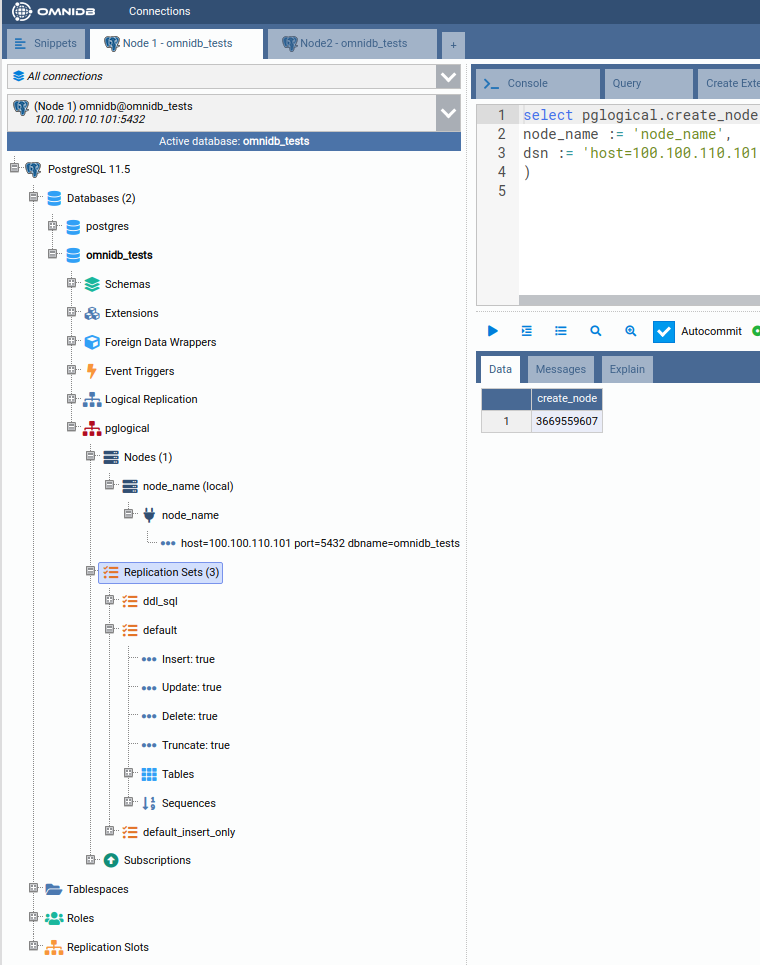 OMNIDB
Connections
Snippets
Node 1 - omnidb_tests
Node2 - omnidb_tests
+
All connections
(Node 1) omnidb@omnidb_tests
100.100.110.101:5432
Active database: omnidb_tests
PostgreSQL 11.5
Databases (2)
postgres
omnidb_tests
Schemas
Extensions
Foreign Data Wrappers
Event Triggers
Logical Replication
pglogical
Nodes (1)
node_name (local)
node_name
host=100.100.110.101 port=5432 dbname=omnidb_tests
Replication Sets (3)
ddl_sql
default
Insert: true
Update: true
Delete: true
Truncate: true
Tables
Sequences
default_insert_only
Subscriptions
Tablespaces
Roles
Replication Slots
Console
Query
Create Exte
1 select pglogical.create_node
2 node_name := 'node_name',
3 dsn := 'host=100.100.110.101
4 )
5
Autocommit
Data
Messages
Explain
create_node
1 3669559607